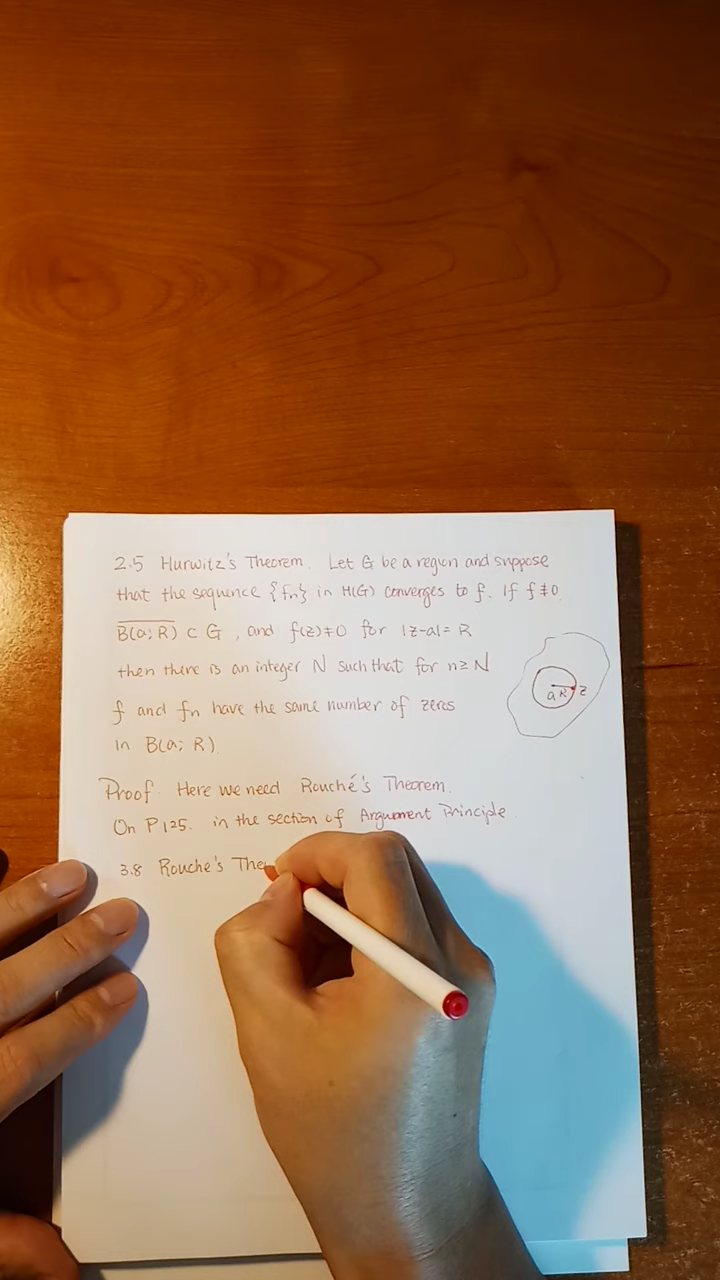 2.5 Hurwitz's Theorem. Let G be a region and suppose
that the sequence {fn} in H(G) converges to f. If f≢0
B(a; R) ⊂ G, and f(z)≠0 for |z-a|= R
then there is an integer N such that for n≥N
f and fn have the same number of zeros
in B(a; R)
a R z
Proof. Here we need Rouché's Theorem.
On P125. in the section of Argument Principle.
3.8 Rouche's The